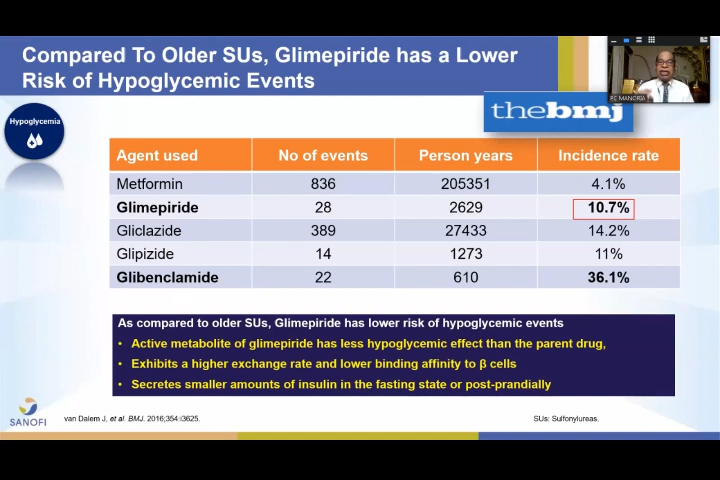 Compared To Older SUs, Glimepiride has a Lower
Risk of Hypoglycemic Events
PC MANORIA
Hypoglycemia
thebmj
Agent used No of events Person years Incidence rate
Metformin 836 205351 4.1%
Glimepiride 28 2629 10.7%
Gliclazide 389 27433 14.2%
Glipizide 14 1273 11%
Glibenclamide 22 610 36.1%
As compared to older SUs, Glimepiride has lower risk of hypoglycemic events
• Active metabolite of glimepiride has less hypoglycemic effect than the parent drug,
• Exhibits a higher exchange rate and lower binding affinity to β cells
• Secretes smaller amounts of insulin in the fasting state or post-prandially
SANOFI
van Dalem J, et al. BMJ. 2016;354:i3625.
SUs: Sulfonylureas.